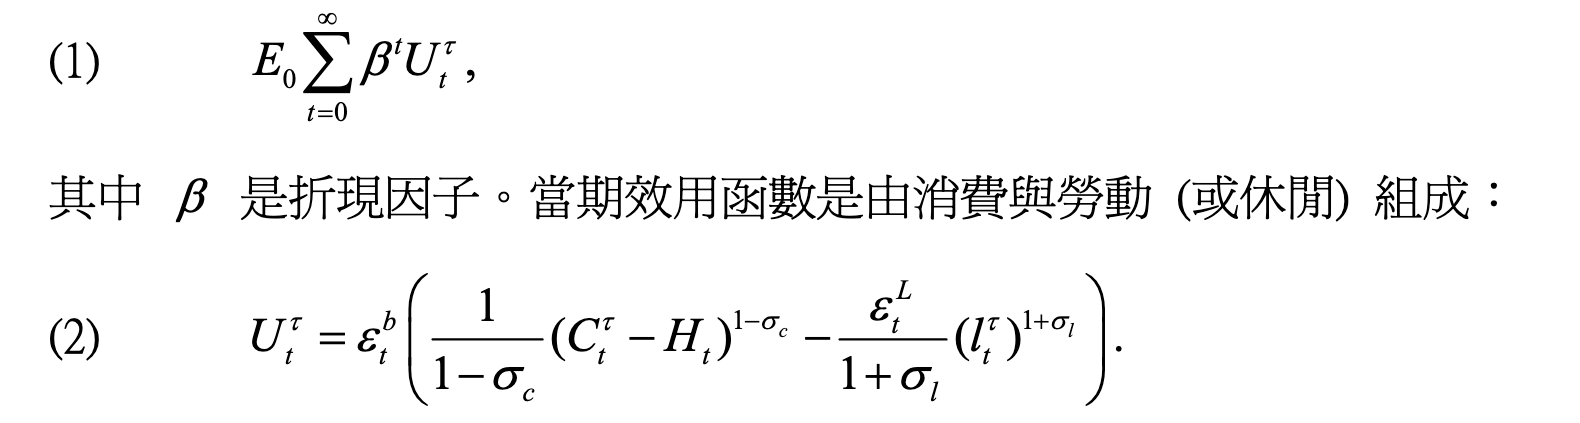 (1) $E_0 \sum_{t=0}^{\infty} \beta^t U_t^\tau ,$
其中 $\beta$ 是折現因子。當期效用函數是由消費與勞動 (或休閒) 組成：
(2) $U_t^\tau = \varepsilon_t^b \left( \frac{1}{1-\sigma_c} (C_t^\tau - H_t)^{1-\sigma_c} - \frac{\varepsilon_t^L}{1+\sigma_l} (l_t^\tau)^{1+\sigma_l} \right).$